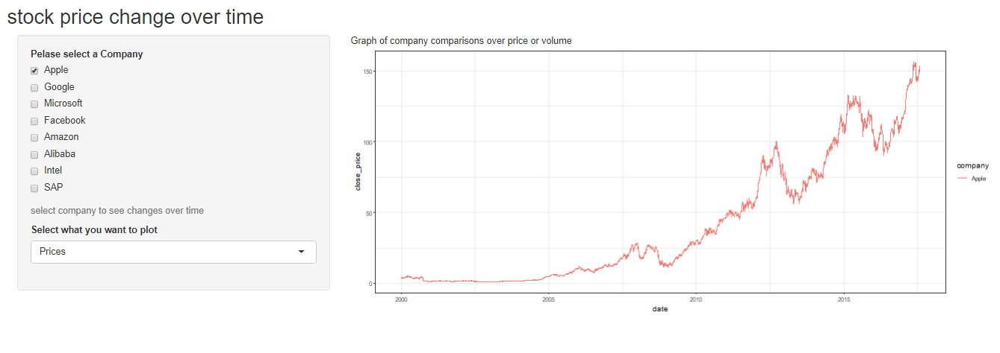 stock price change over time
Pelase select a Company
Apple
Google
Microsoft
Facebook
Amazon
Alibaba
Intel
SAP
select company to see changes over time
Select what you want to plot
Prices
Graph of company comparisons over price or volume
150
100
50
0
close_price
2000 2005 2010 2015
date
company
Apple